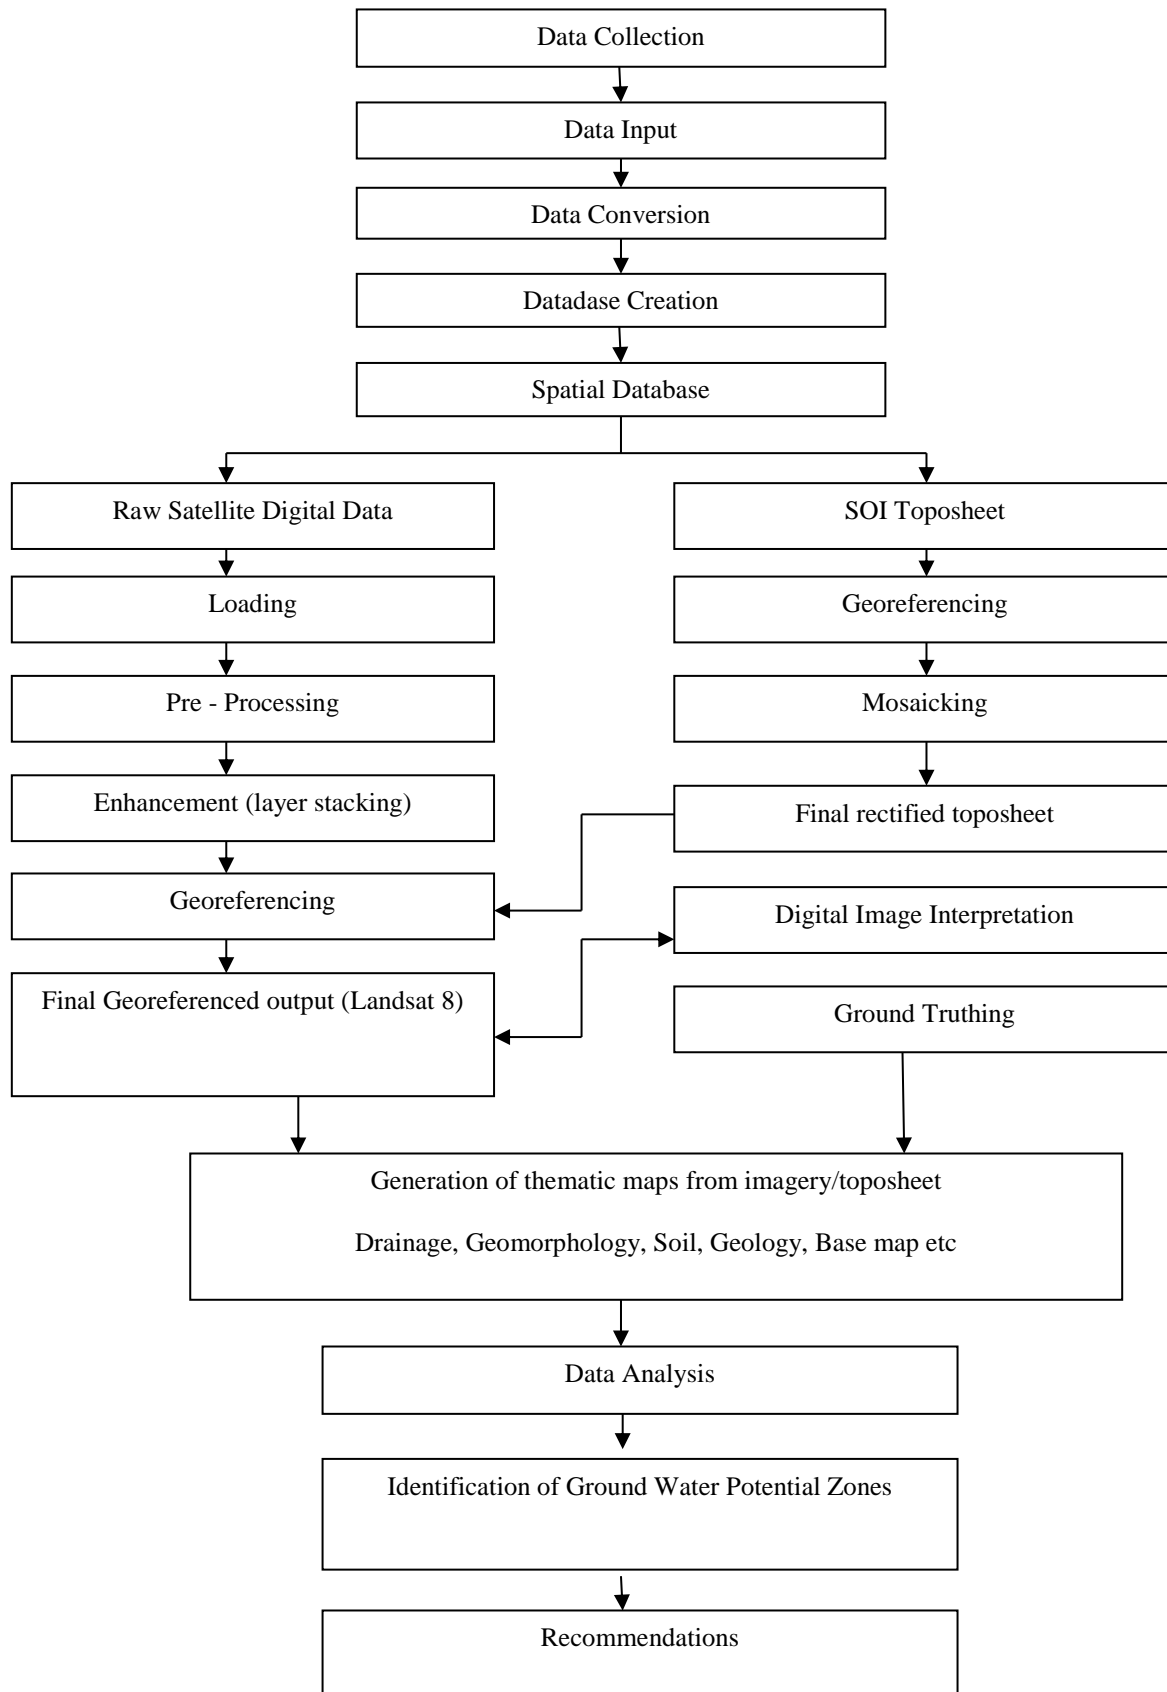 Data Collection
Data Input
Data Conversion
Datadase Creation
Spatial Database
Raw Satellite Digital Data
SOI Toposheet
Loading
Georeferencing
Pre - Processing
Mosaicking
Enhancement (layer stacking)
Final rectified toposheet
Georeferencing
Digital Image Interpretation
Final Georeferenced output (Landsat 8)
Ground Truthing
Generation of thematic maps from imagery/toposheet
Drainage, Geomorphology, Soil, Geology, Base map etc
Data Analysis
Identification of Ground Water Potential Zones
Recommendations